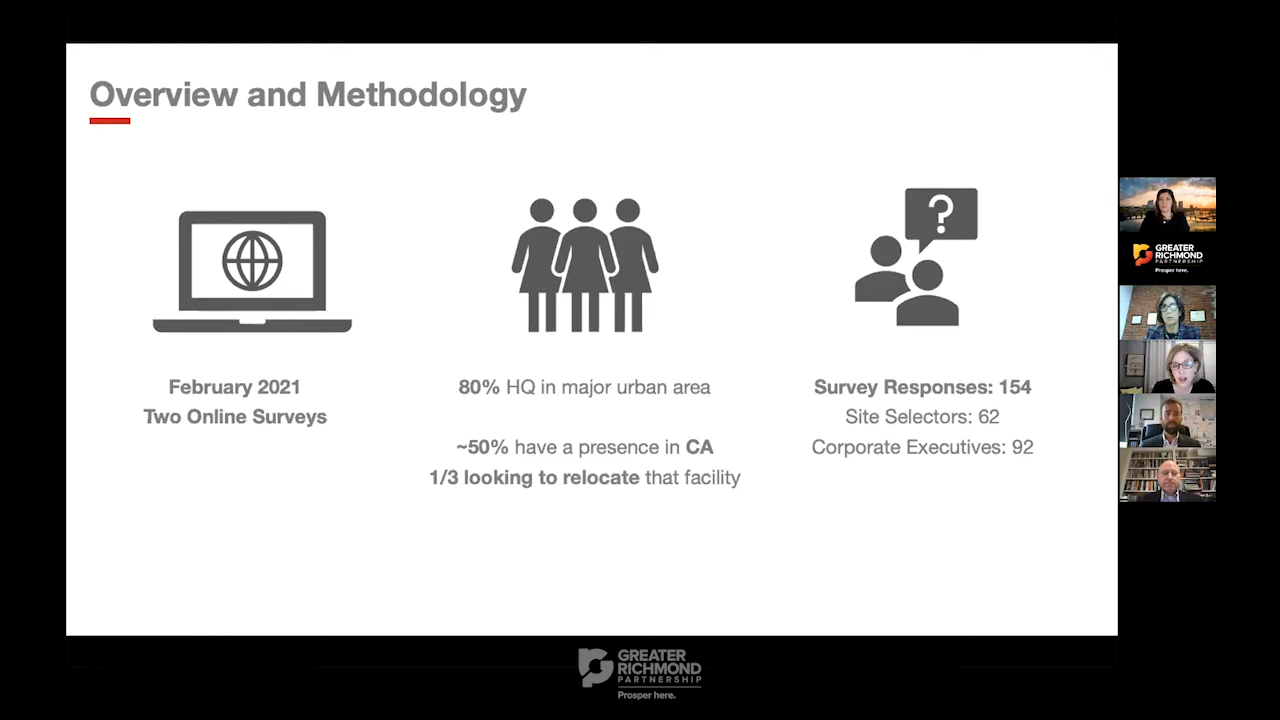 Overview and Methodology
?
February 2021
Two Online Surveys
80% HQ in major urban area
~50% have a presence in CA
1/3 looking to relocate that facility
Survey Responses: 154
Site Selectors: 62
Corporate Executives: 92
GREATER
RICHMOND
PARTNERSHIP
Prosper here.
GREATER
RICHMOND
PARTNERSHIP
Prosper here.